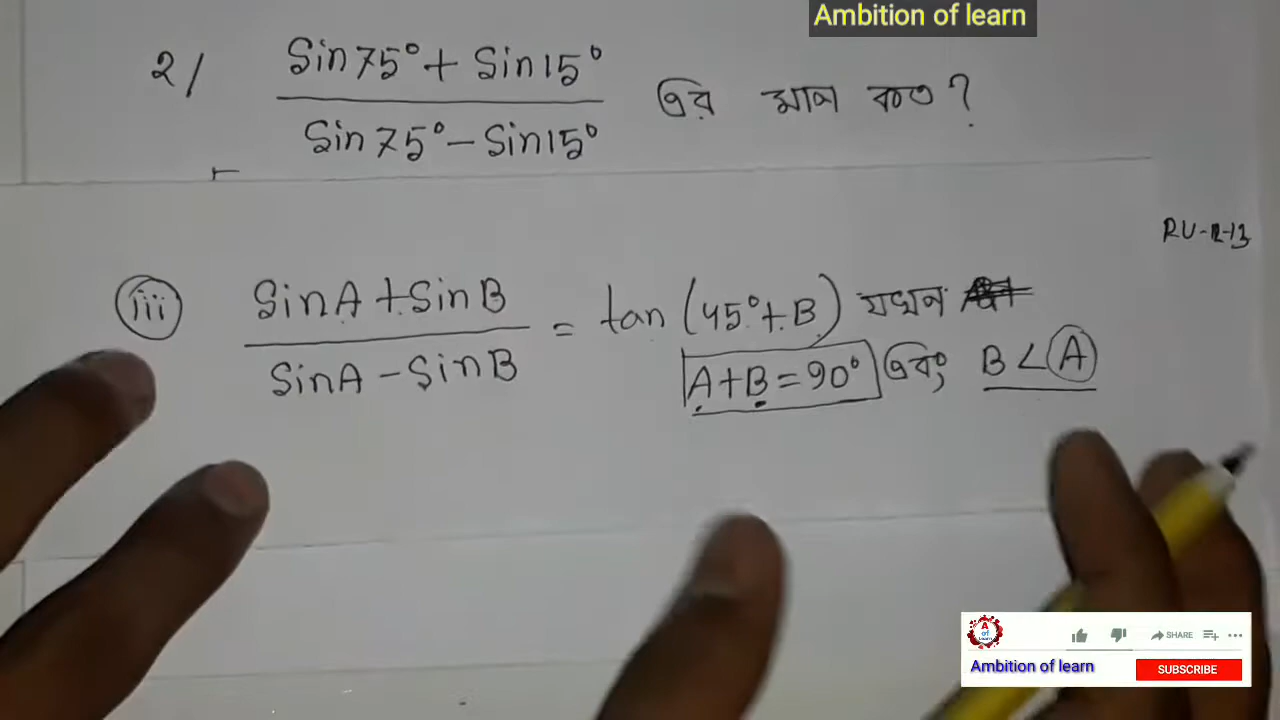 Ambition of learn
2/ Sin75° + Sin15° / Sin75° − Sin15° এর মান কত?
RU-12-13
(iii) SinA + SinB / SinA − SinB = tan (45° + B) যখন
A + B = 90° এবং B < A
SHARE
Ambition of learn SUBSCRIBE